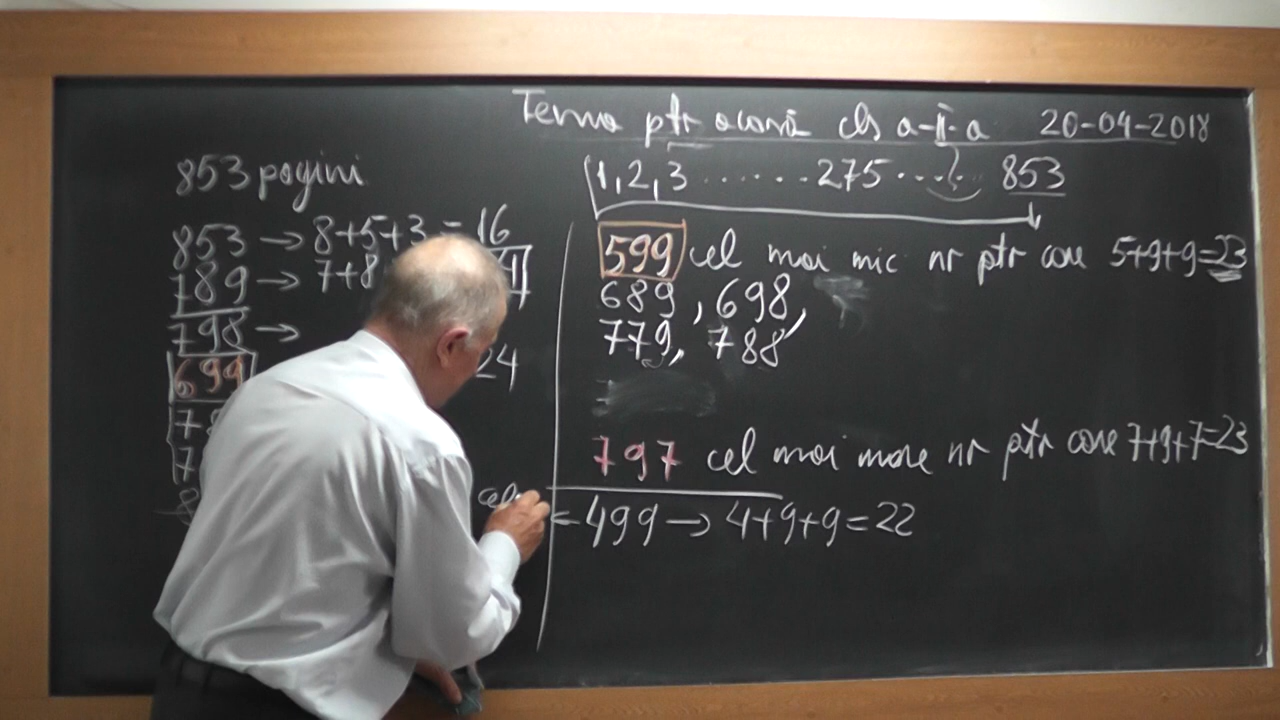 Tema ptr acasă cls a-II-a 20-04-2018
853 pagini
853 → 8+5+3 = 16
789 → 7+8
798 →
699 24
1, 2, 3 ....... 275 ..... 853
599 cel mai mic nr ptr care 5+9+9=23
689, 698,
779, 788
797 cel mai mare nr ptr care 7+9+7=23
499 → 4+9+9=22